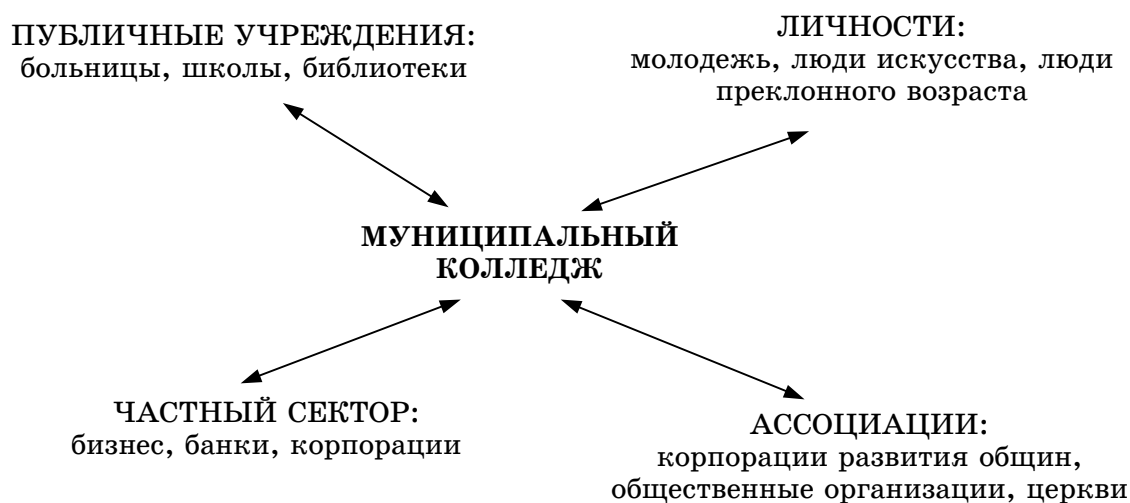 ПУБЛИЧНЫЕ УЧРЕЖДЕНИЯ:
больницы, школы, библиотеки
ЛИЧНОСТИ:
молодежь, люди искусства, люди
преклонного возраста
МУНИЦИПАЛЬНЫЙ
КОЛЛЕДЖ
ЧАСТНЫЙ СЕКТОР:
бизнес, банки, корпорации
АССОЦИАЦИИ:
корпорации развития общин,
общественные организации, церкви